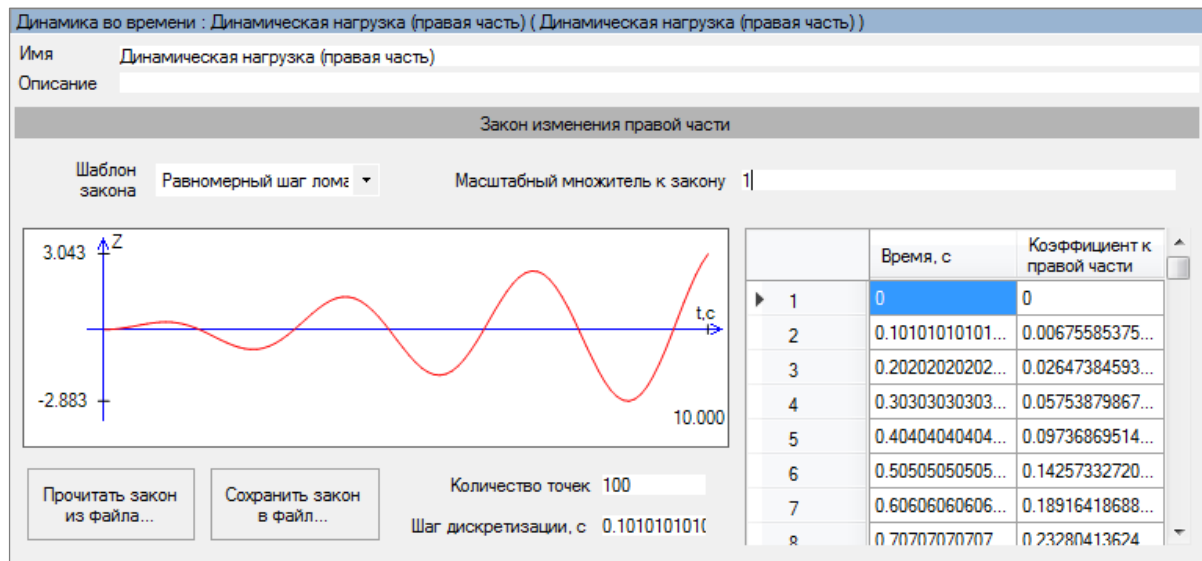 Динамика во времени : Динамическая нагрузка (правая часть) ( Динамическая нагрузка (правая часть) )
Имя Динамическая нагрузка (правая часть)
Описание
Закон изменения правой части
Шаблон закона Равномерный шаг лома Масштабный множитель к закону 1
3.043 Z
t,c
-2.883
10.000
Время, с Коэффициент к правой части
1 0 0
2 0.10101010101... 0.00675585375...
3 0.20202020202... 0.02647384593...
4 0.30303030303... 0.05753879867...
5 0.40404040404... 0.09736869514...
6 0.50505050505... 0.14257332720...
7 0.60606060606... 0.18916418688...
8 0.70707070707 0.23280413624
Прочитать закон из файла... Сохранить закон в файл...
Количество точек 100
Шаг дискретизации, с 0.1010101010